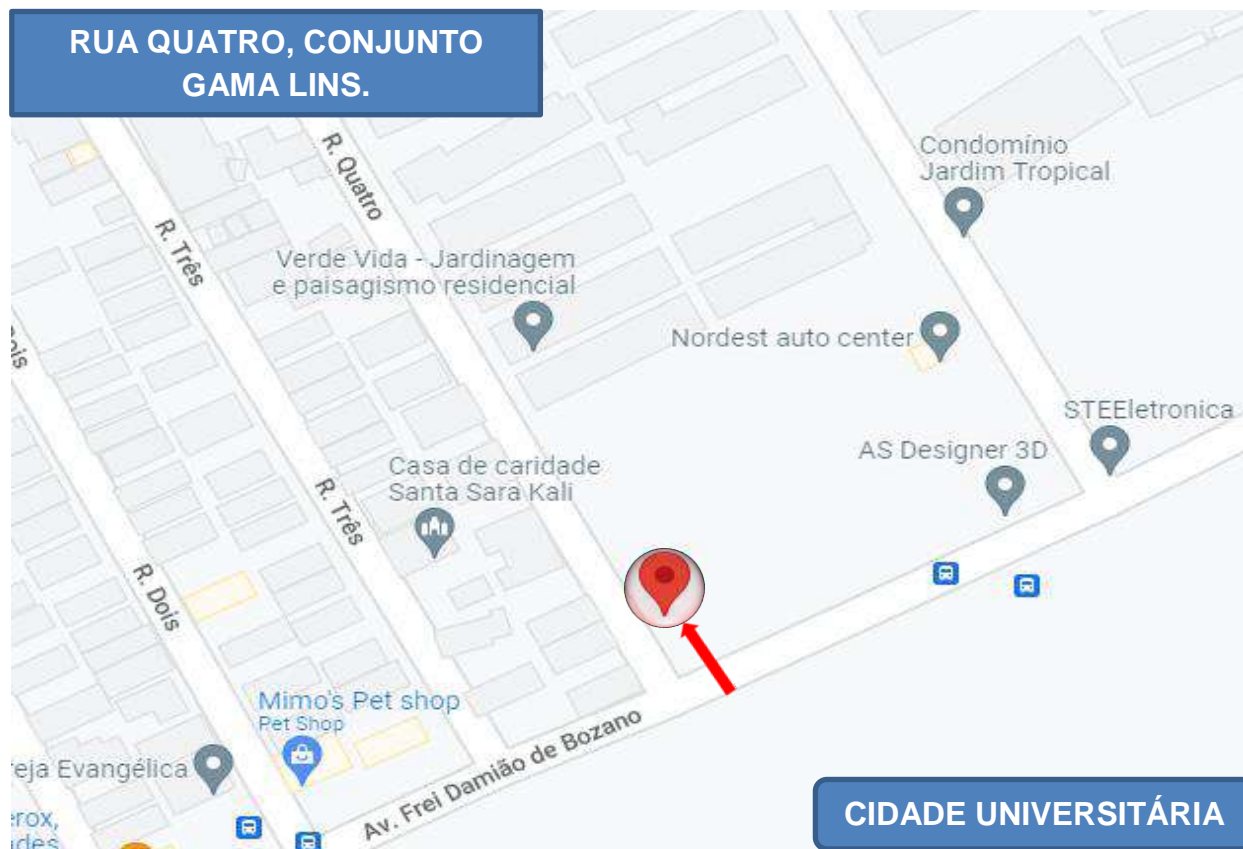 RUA QUATRO, CONJUNTO
GAMA LINS.
R. Quatro
Condomínio
Jardim Tropical
R. Três
Verde Vida - Jardinagem
e paisagismo residencial
Nordest auto center
STEEletronica
AS Designer 3D
Casa de caridade
Santa Sara Kali
R. Três
R. Dois
Mimo's Pet shop
Pet Shop
Av. Frei Damião de Bozano
Evangélica
CIDADE UNIVERSITÁRIA